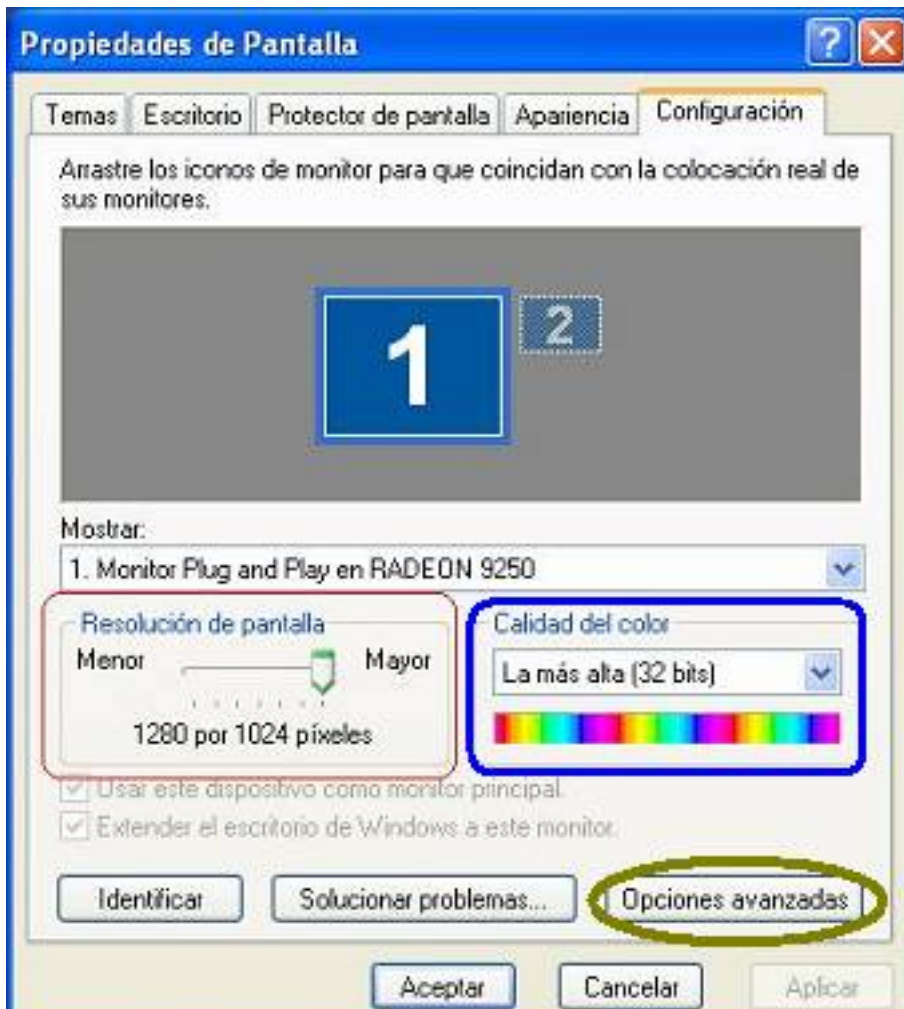 Propiedades de Pantalla
?
Temas
Escritorio
Protector de pantalla
Apariencia
Configuración
Arrastre los iconos de monitor para que coincidan con la colocación real de
sus monitores.
1
2
Mostrar:
1. Monitor Plug and Play en RADEON 9250
Resolución de pantalla
Menor
Mayor
1280 por 1024 píxeles
Calidad del color
La más alta (32 bits)
Usar este dispositivo como monitor principal.
Extender el escritorio de Windows a este monitor.
Identificar
Solucionar problemas...
Opciones avanzadas
Aceptar
Cancelar
Aplicar